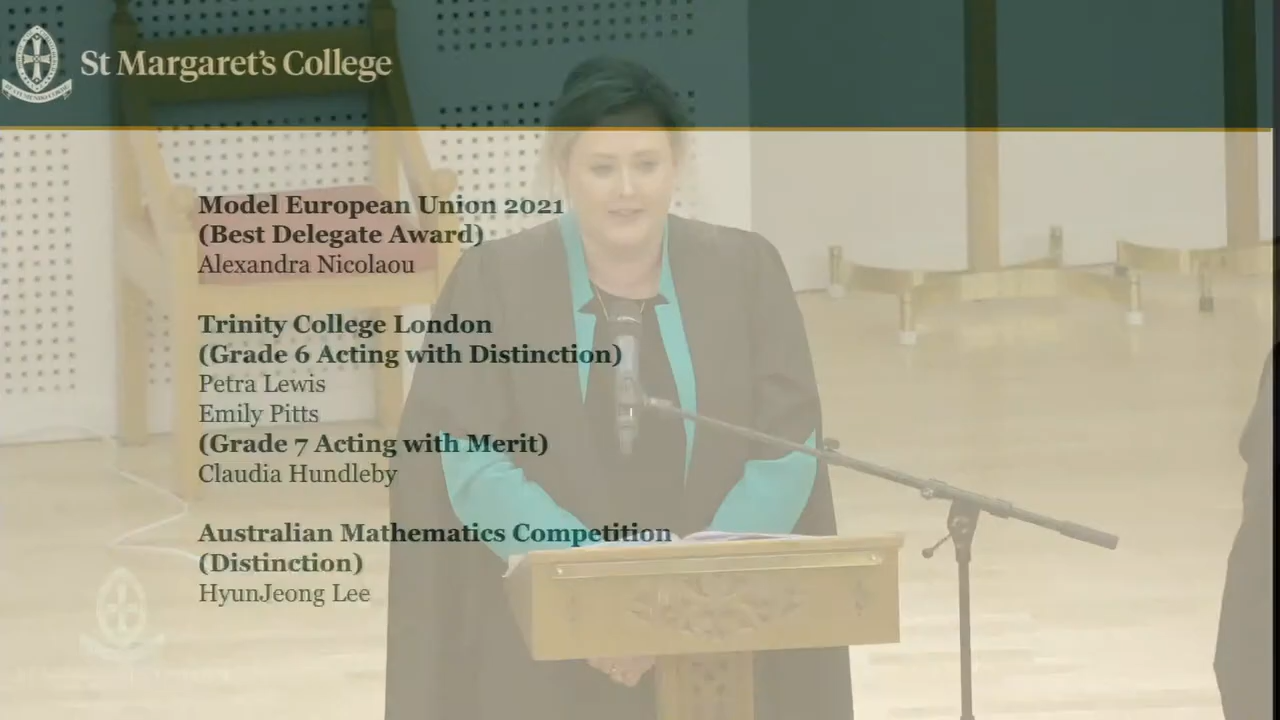 St Margaret's College
Model European Union 2021
(Best Delegate Award)
Alexandra Nicolaou
Trinity College London
(Grade 6 Acting with Distinction)
Petra Lewis
Emily Pitts
(Grade 7 Acting with Merit)
Claudia Hundleby
Australian Mathematics Competition
(Distinction)
HyunJeong Lee